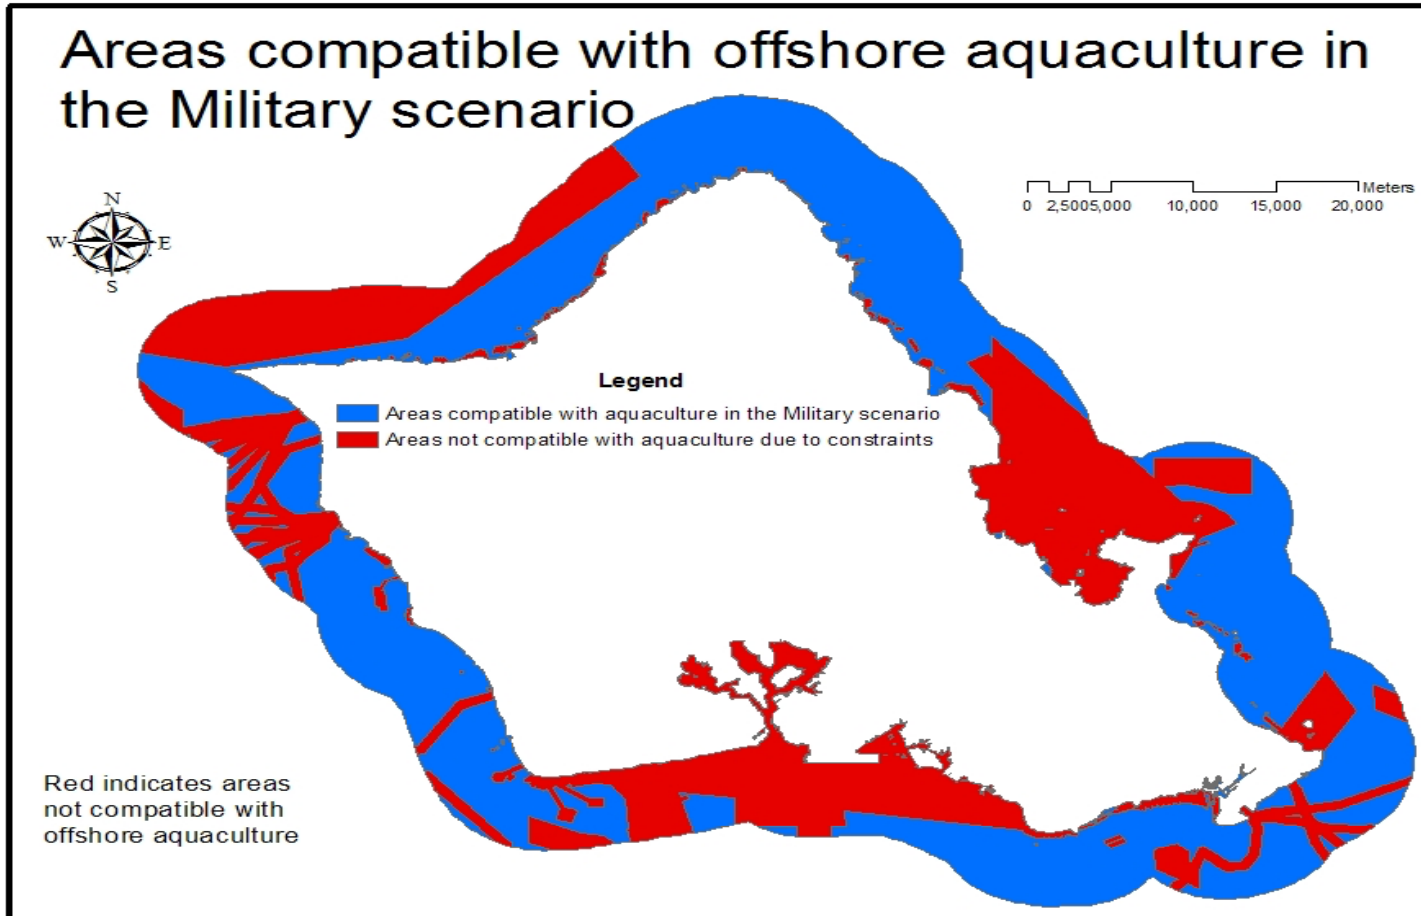 Areas compatible with offshore aquaculture in
the Military scenario
N
W E
S
Meters
0 2,5005,000 10,000 15,000 20,000
Legend
Areas compatible with aquaculture in the Military scenario
Areas not compatible with aquaculture due to constraints
Red indicates areas
not compatible with
offshore aquaculture